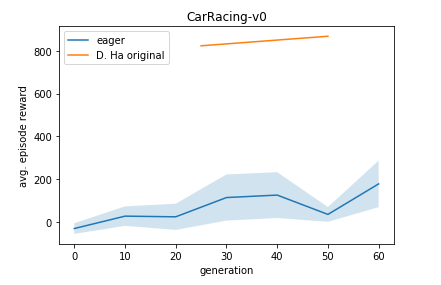 CarRacing-v0
eager
D. Ha original
800
600
400
200
0
avg. episode reward
0 10 20 30 40 50 60
generation